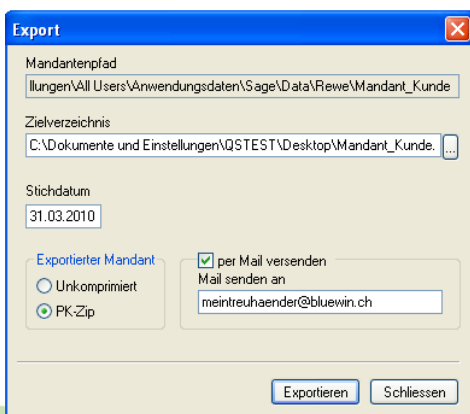 Export
Mandantenpfad
llungen\All Users\Anwendungsdaten\Sage\Data\Rewe\Mandant_Kunde
Zielverzeichnis
C:\Dokumente und Einstellungen\QSTEST\Desktop\Mandant_Kunde. ...
Stichdatum
31.03.2010
Exportierter Mandant
Unkomprimiert
PK-Zip
per Mail versenden
Mail senden an
meintreuhaender@bluewin.ch
Exportieren Schliessen